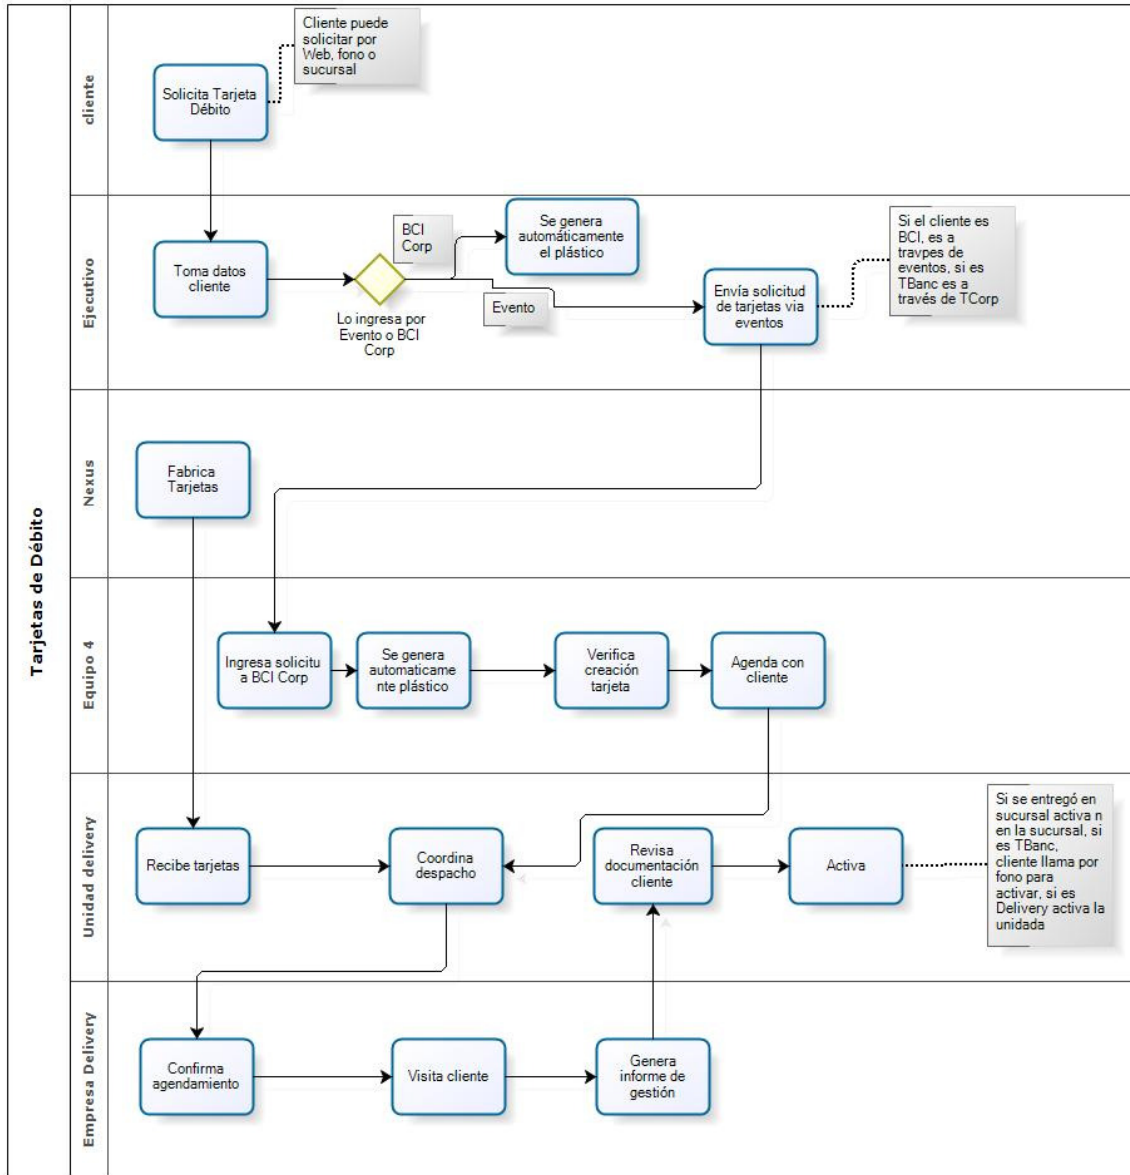 Tarjetas de Débito
cliente
Solicita Tarjeta
Débito
Cliente puede
solicitar por
Web, fono o
sucursal
Ejecutivo
Toma datos
cliente
Lo ingresa por
Evento o BCI
Corp
BCI
Corp
Se genera
automáticamente
el plástico
Evento
Envía solicitud
de tarjetas vía
eventos
Si el cliente es
BCI, es a
travpes de
eventos, si es
TBanc es a
través de TCorp
Nexus
Fabrica
Tarjetas
Equipo 4
Ingresa solicitu
a BCI Corp
Se genera
automaticame
nte plástico
Verifica
creación
tarjeta
Agenda con
cliente
Unidad delivery
Recibe tarjetas
Coordina
despacho
Revisa
documentación
cliente
Activa
Si se entregó en
sucursal activa n
en la sucursal, si
es TBanc,
cliente llama por
fono para
activar, si es
Delivery activa la
unidada
Empresa Delivery
Confirma
agendamiento
Visita cliente
Genera
informe de
gestión